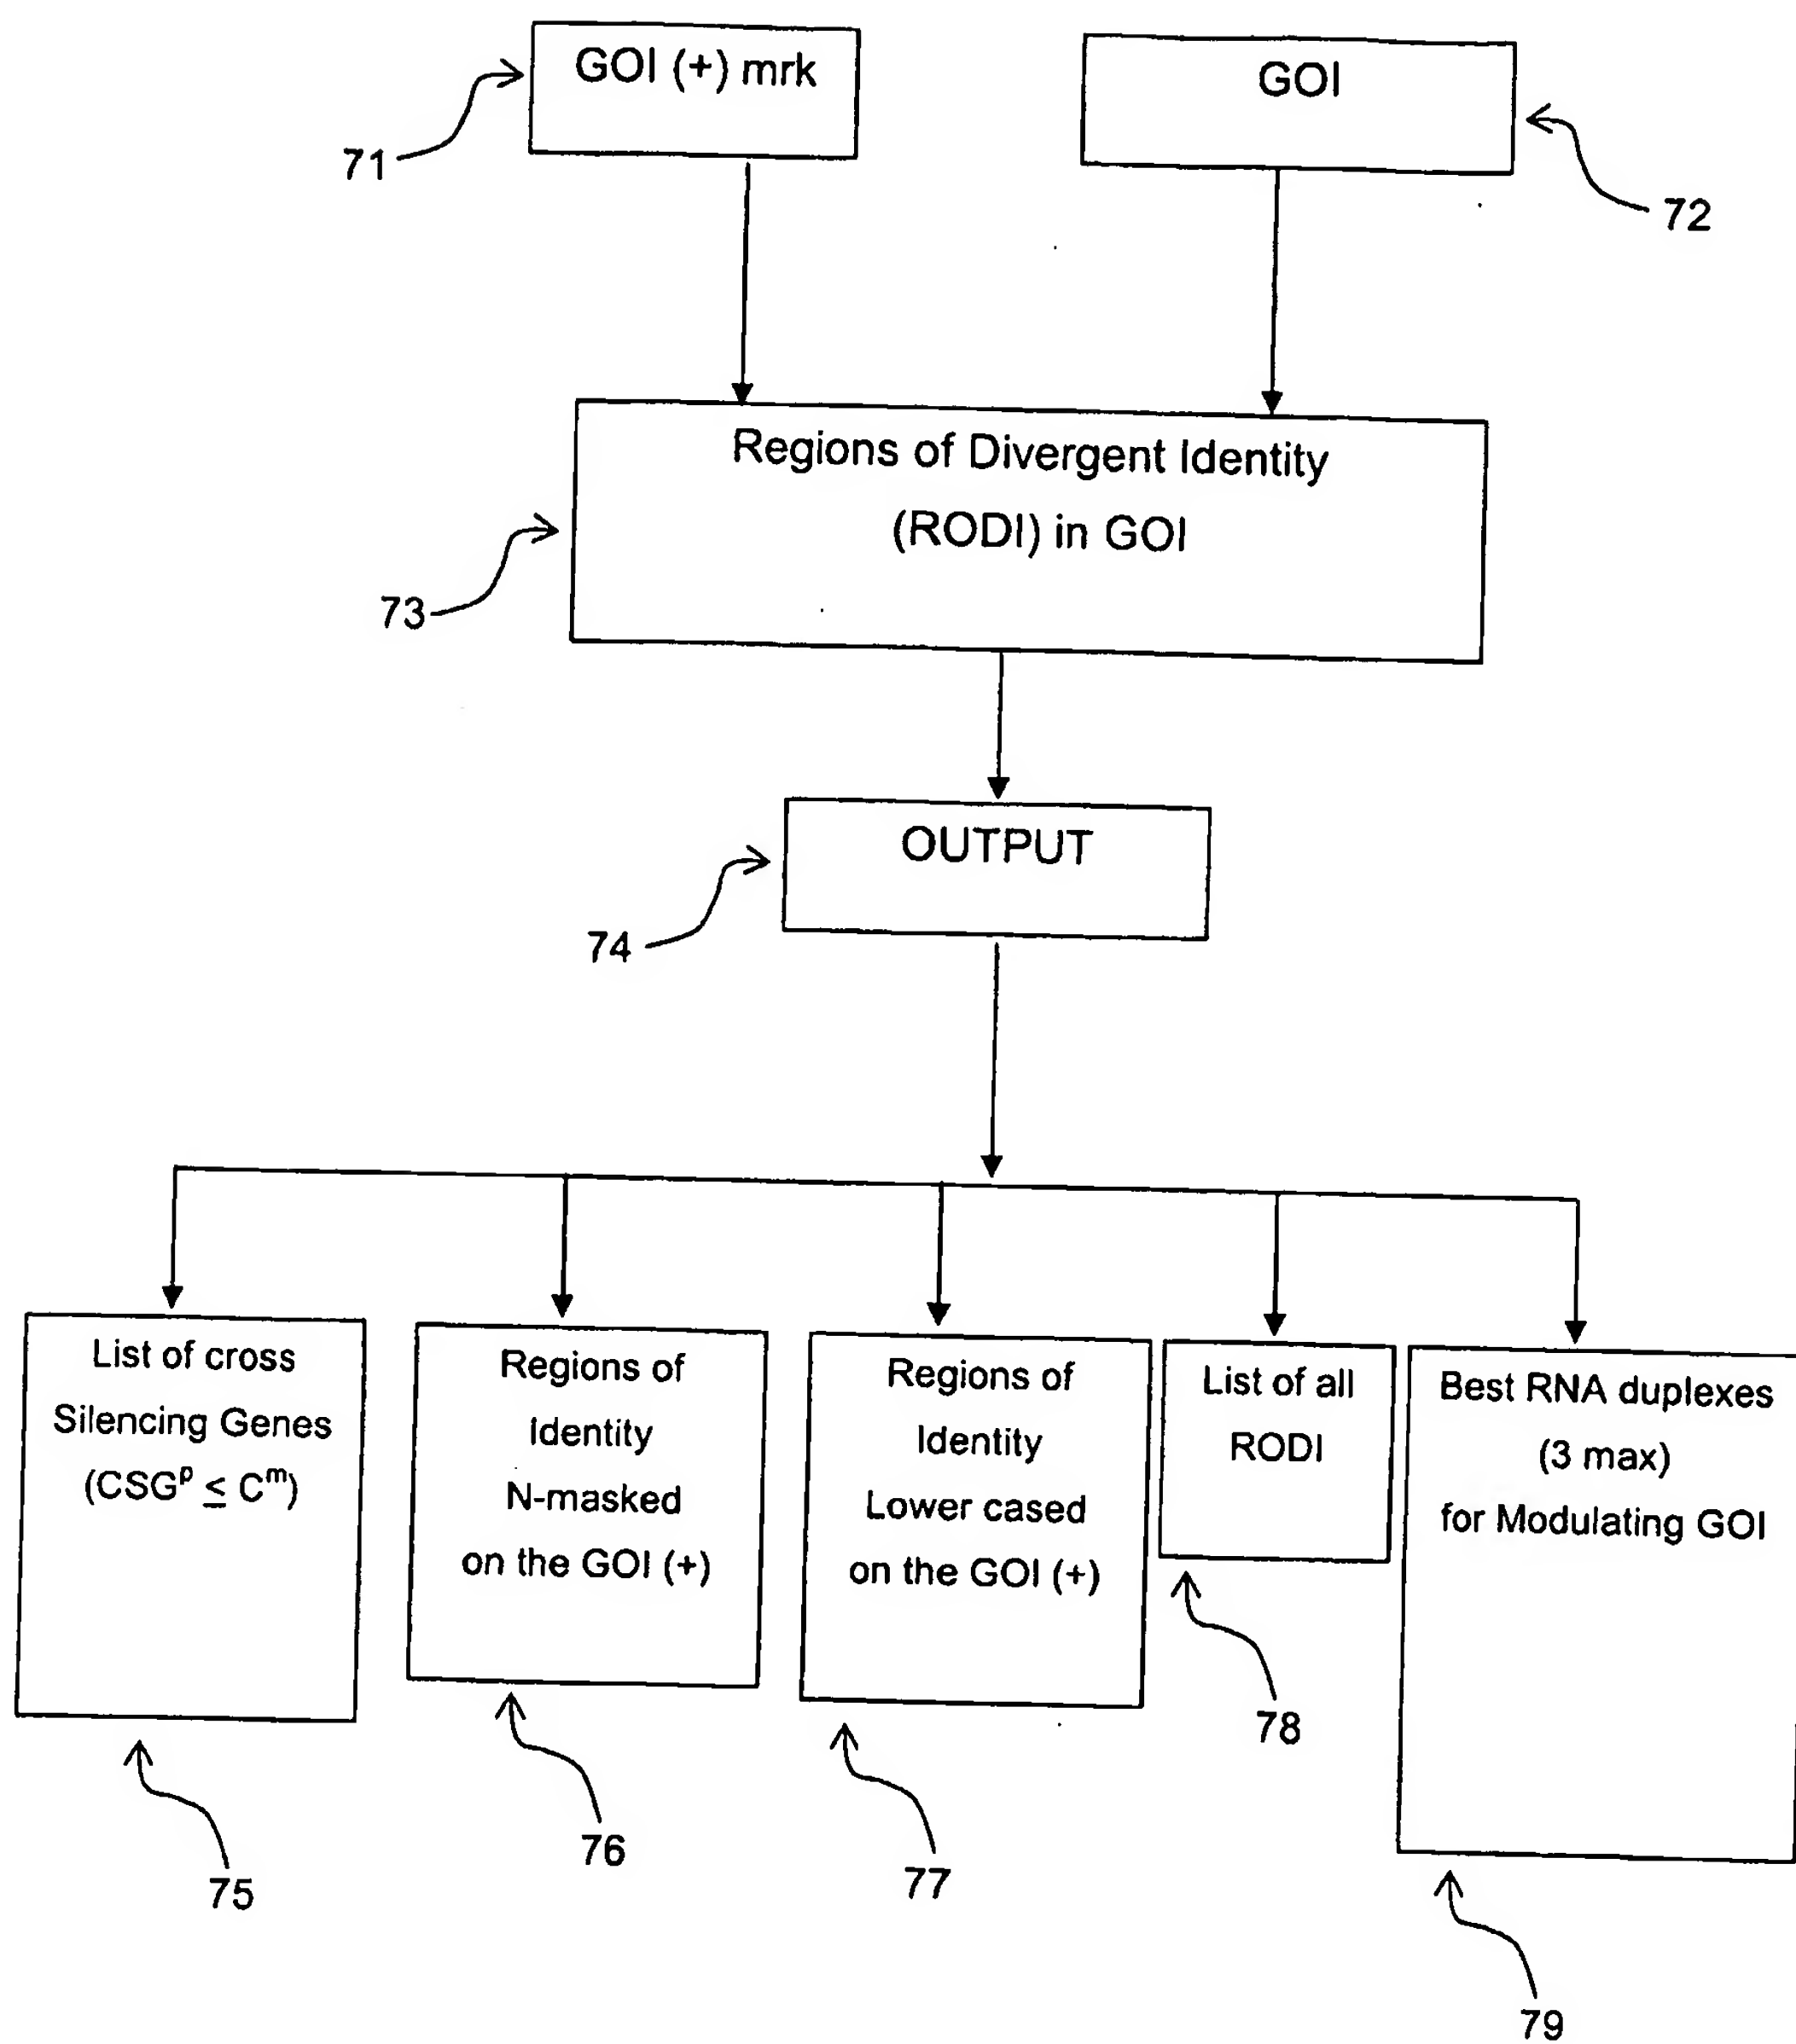 GOI (+) mrk
GOI
71
72
Regions of Divergent Identity
(RODI) in GOI
73
OUTPUT
74
List of cross
Silencing Genes
(CSGᵖ ≤ Cᵐ)
Regions of
Identity
N-masked
on the GOI (+)
Regions of
Identity
Lower cased
on the GOI (+)
List of all
RODI
Best RNA duplexes
(3 max)
for Modulating GOI
75
76
77
78
79